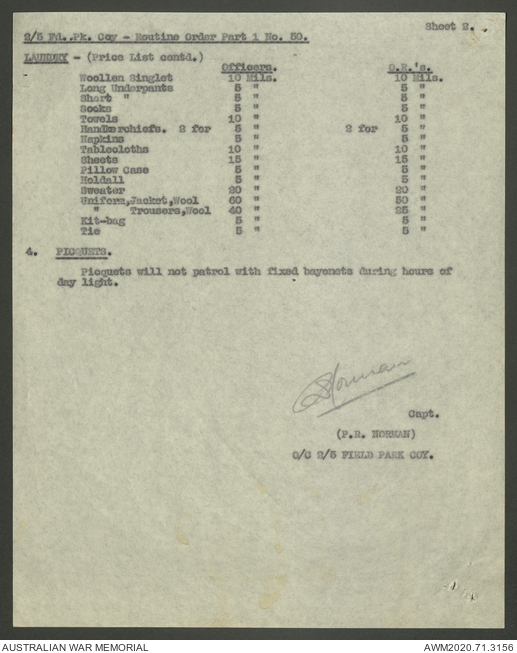 Sheet 2.
2/5 Fd. Pk. Coy - Routine Order Part 1 No. 50.
LAUNDRY - (Price List contd.)
Officers. O.R.'s.
Woollen Singlet 10 Mils. 10 Mils.
Long Underpants 5 " 5 "
Short " 5 " 5 "
Socks 5 " 5 "
Towels 10 " 10 "
Handkerchiefs. 2 for 5 " 2 for 5 "
Napkins 5 " 5 "
Tablecloths 10 " 10 "
Sheets 15 " 15 "
Pillow Case 5 " 5 "
Holdall 5 " 5 "
Sweater 20 " 20 "
Uniform,Jacket,Wool 60 " 50 "
" Trousers,Wool 40 " 25 "
Kit-bag 5 " 5 "
Tie 5 " 5 "
4. PICQUETS.
Picquets will not patrol with fixed bayonets during hours of
day light.
Norman
Capt.
(P.R. NORMAN)
O/C 2/5 FIELD PARK COY.
AUSTRALIAN WAR MEMORIAL AWM2020.71.3156